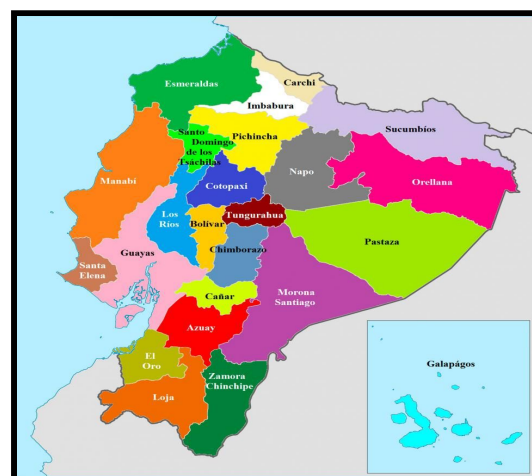 Esmeraldas
Carchi
Imbabura
Sucumbíos
Santo
Domingo
de los
Tsáchilas
Pichincha
Napo
Orellana
Manabí
Cotopaxi
Los
Ríos
Bolívar
Tungurahua
Pastaza
Guayas
Chimborazo
Santa
Elena
Cañar
Morona
Santiago
Azuay
El
Oro
Zamora
Chinchipe
Loja
Galapágos